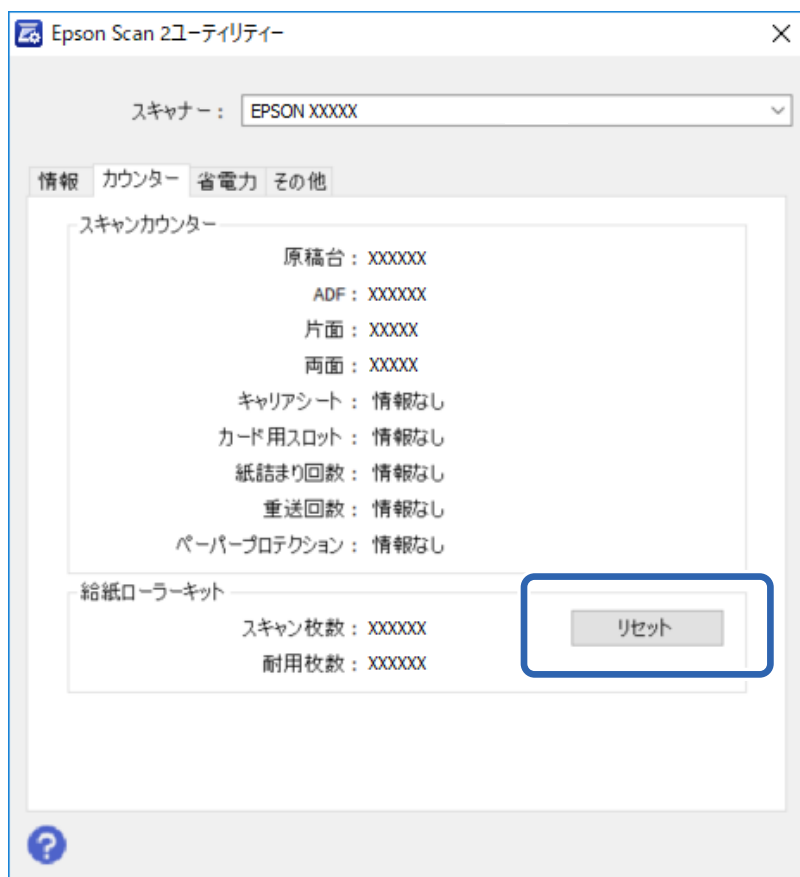 Epson Scan 2ユーティリティー
スキャナー： EPSON XXXXX
情報 カウンター 省電力 その他
スキャンカウンター
原稿台： XXXXXX
ADF： XXXXXX
片面： XXXXX
両面： XXXXX
キャリアシート： 情報なし
カード用スロット： 情報なし
紙詰まり回数： 情報なし
重送回数： 情報なし
ペーパープロテクション： 情報なし
給紙ローラーキット
スキャン枚数： XXXXXX リセット
耐用枚数： XXXXXX
?